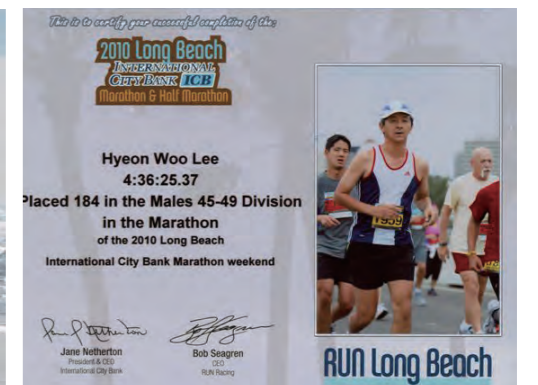 This is to certify your successful completion of the:
2010 Long Beach
INTERNATIONAL
CITY BANK ICB
Marathon & Half Marathon
Hyeon Woo Lee
4:36:25.37
Placed 184 in the Males 45-49 Division
in the Marathon
of the 2010 Long Beach
International City Bank Marathon weekend
Jane Netherton
President & CEO
International City Bank
Bob Seagren
CEO
RUN Racing
1959
RUN Long Beach